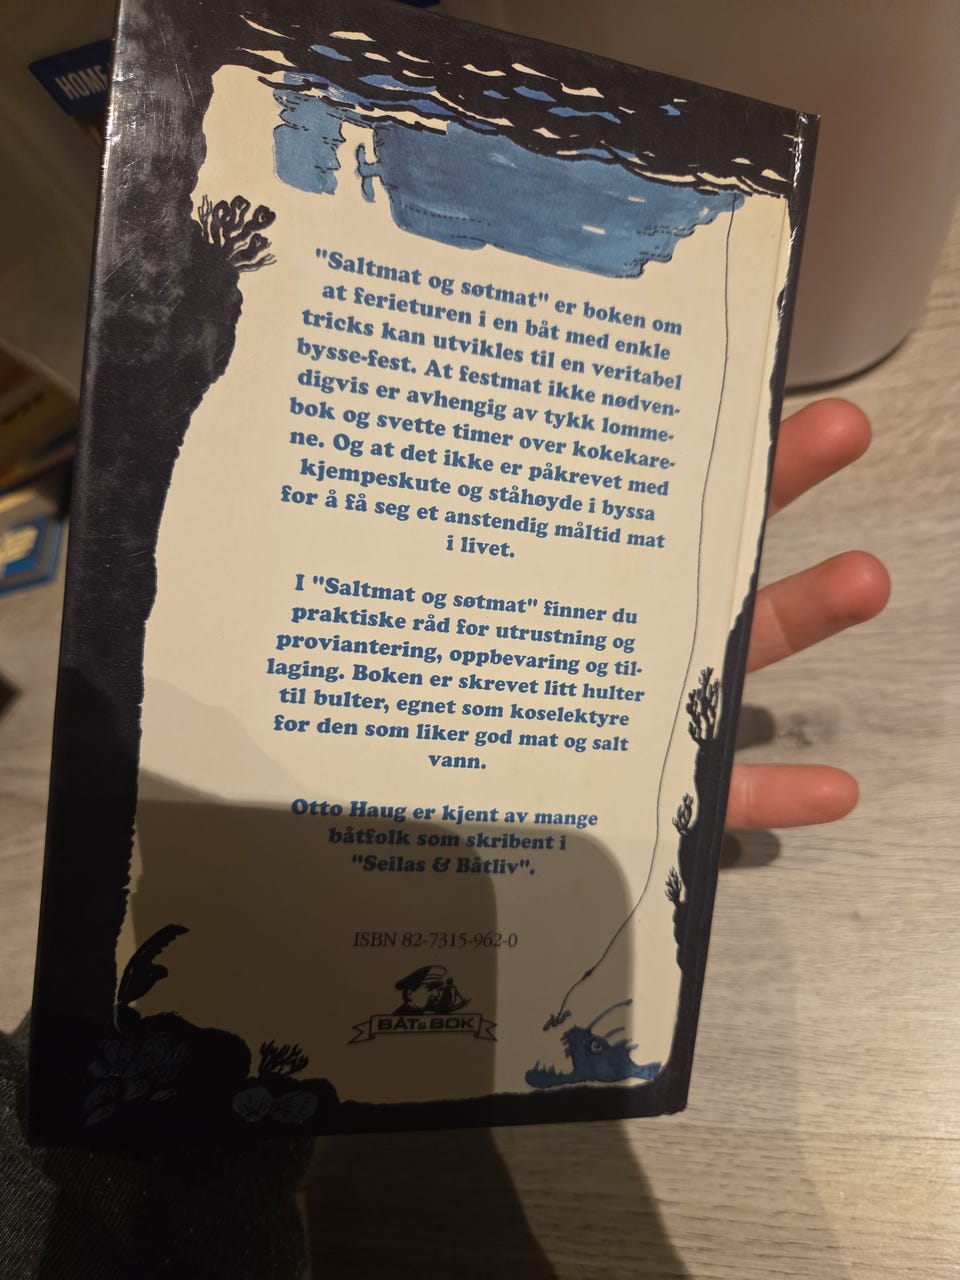 HOME
"Saltmat og søtmat" er boken om
at ferieturen i en båt med enkle
tricks kan utvikles til en veritabel
bysse-fest. At festmat ikke nødven-
digvis er avhengig av tykk lomme-
bok og svette timer over kokekare-
ne. Og at det ikke er påkrevet med
kjempeskute og ståhøyde i byssa
for å få seg et anstendig måltid mat
i livet.
I "Saltmat og søtmat" finner du
praktiske råd for utrustning og
proviantering, oppbevaring og til-
laging. Boken er skrevet litt hulter
til bulter, egnet som koselektyre
for den som liker god mat og salt
vann.
Otto Haug er kjent av mange
båtfolk som skribent i
"Seilas & Båtliv".
ISBN 82-7315-962-0
BÅT & BOK